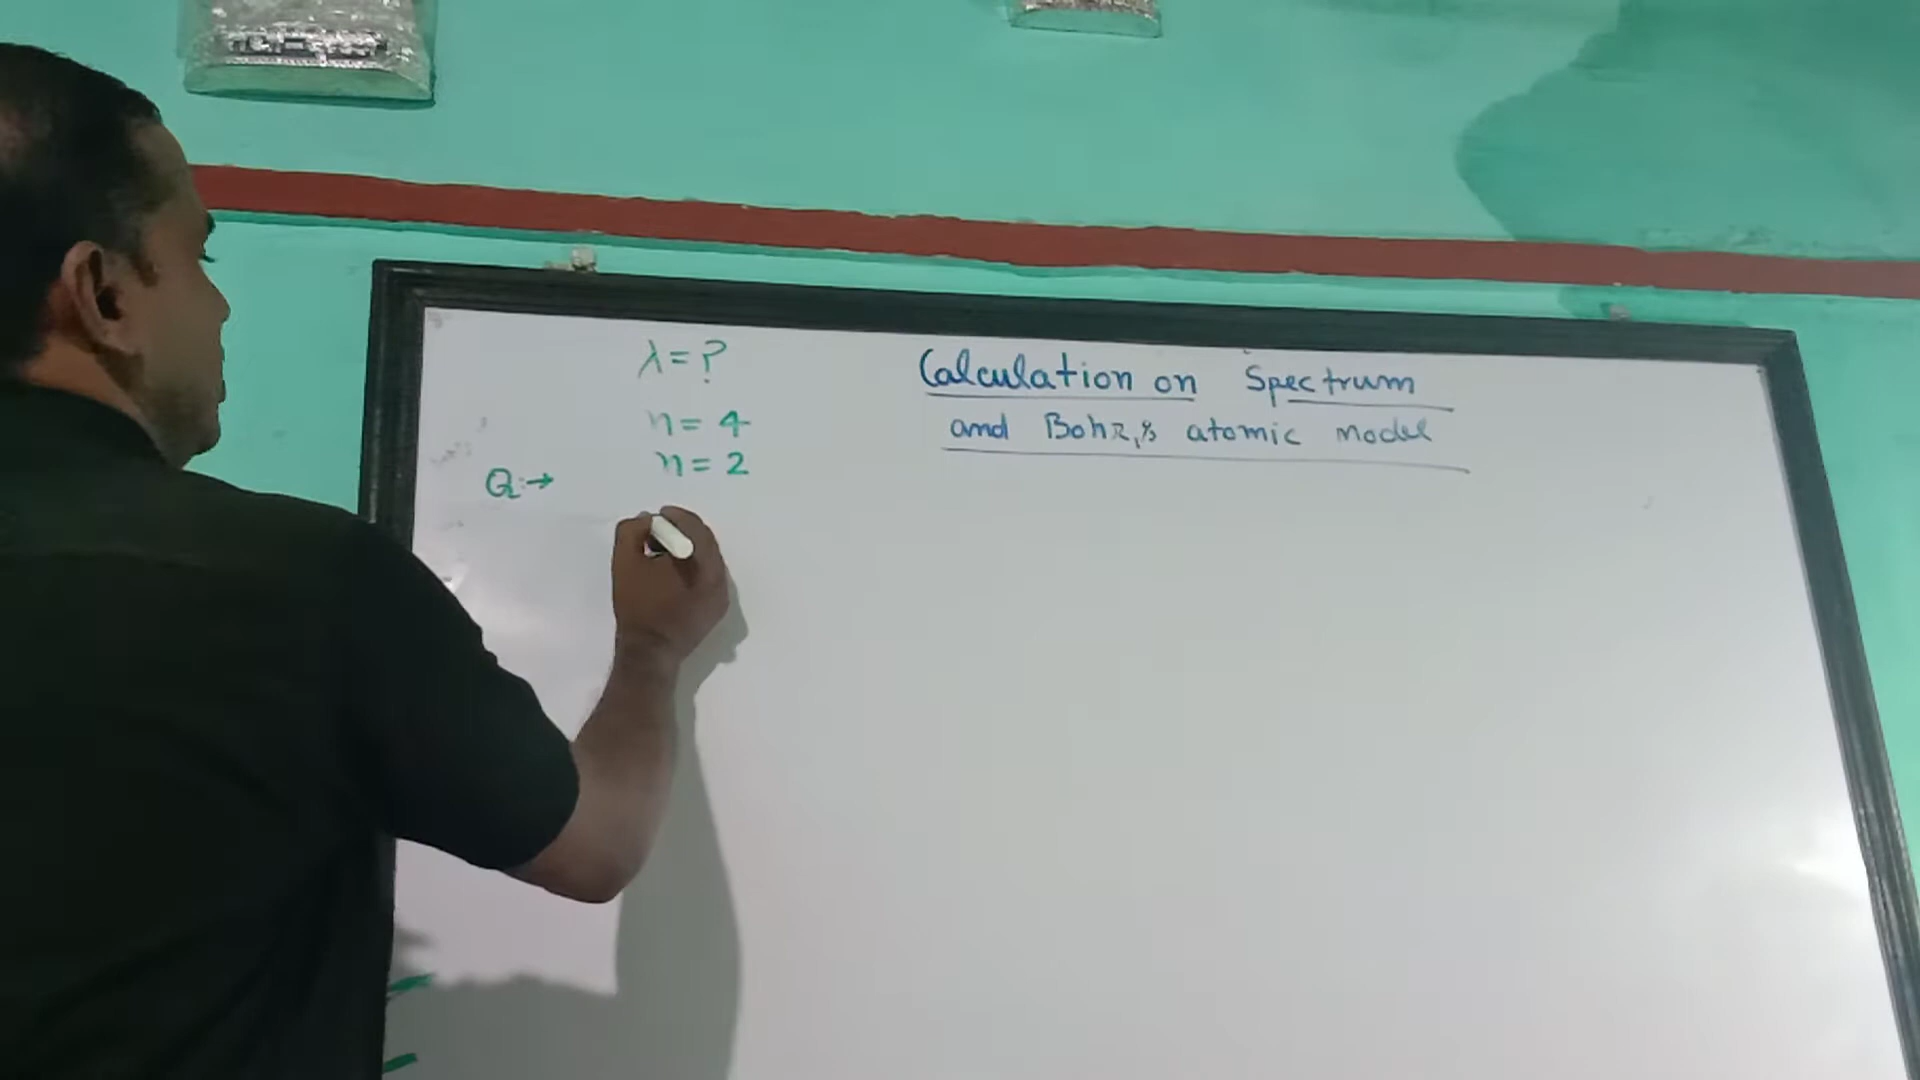 λ = ?
n = 4
n = 2
Q:→
Calculation on Spectrum
and Bohr,s atomic model